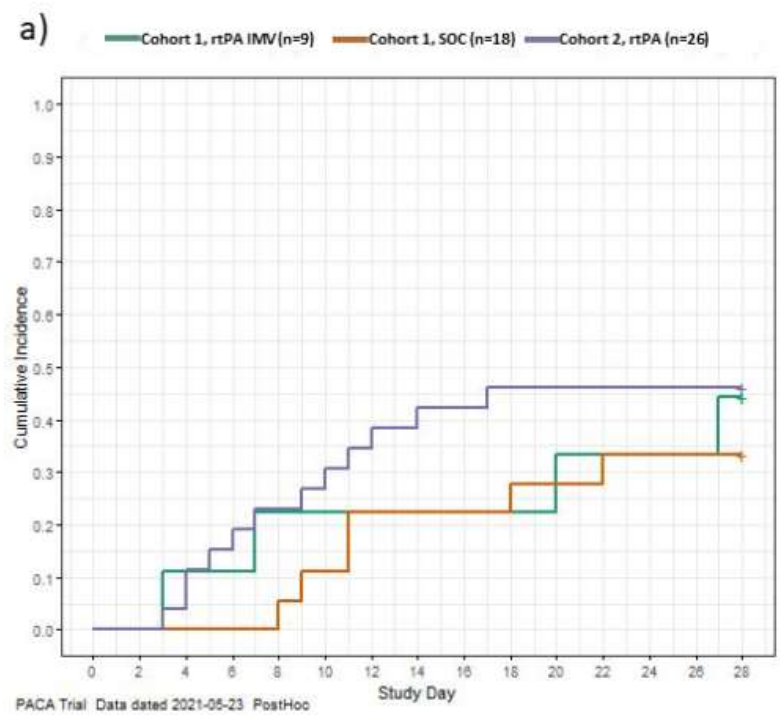 a)
Cohort 1, rtPA IMV (n=9) Cohort 1, SOC (n=18) Cohort 2, rtPA (n=26)
1.0
0.9
0.8
0.7
0.6
0.5
0.4
0.3
0.2
0.1
0.0
Cumulative Incidence
0 2 4 6 8 10 12 14 16 18 20 22 24 26 28
Study Day
PACA Trial Data dated 2021-05-23 PostHoc